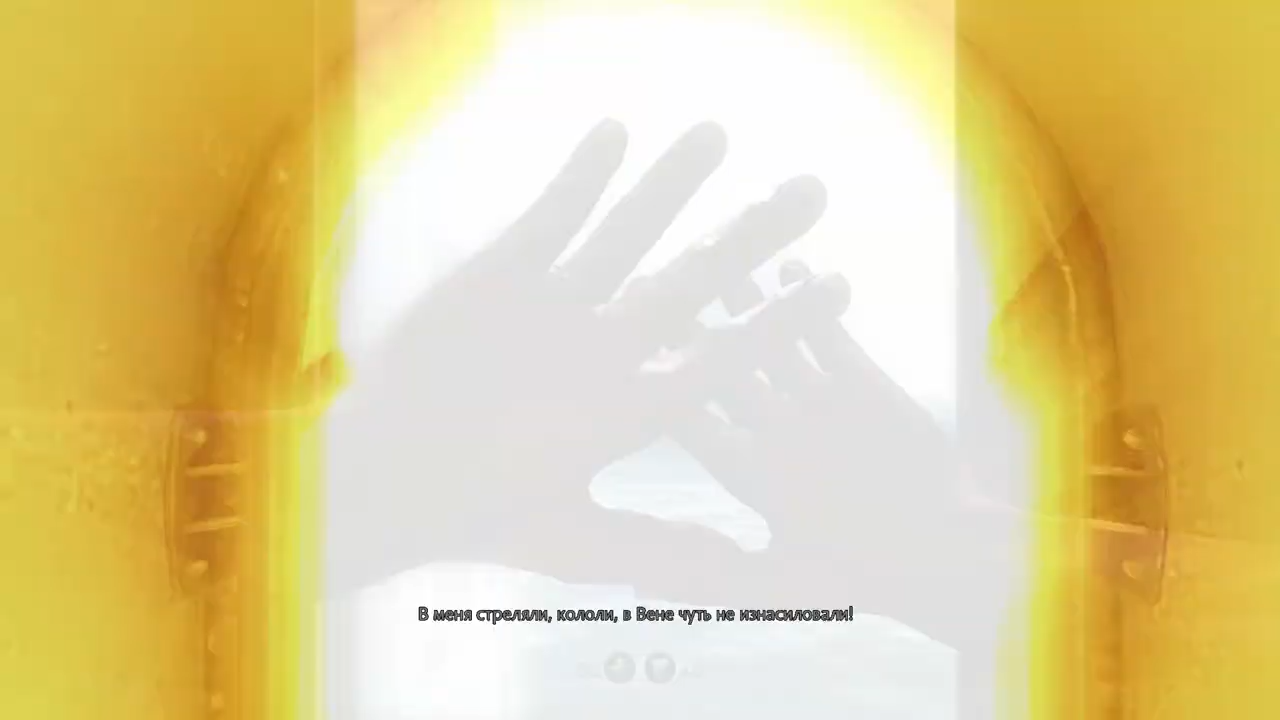 В меня стреляли, кололи, в Вене чуть не изнасиловали!